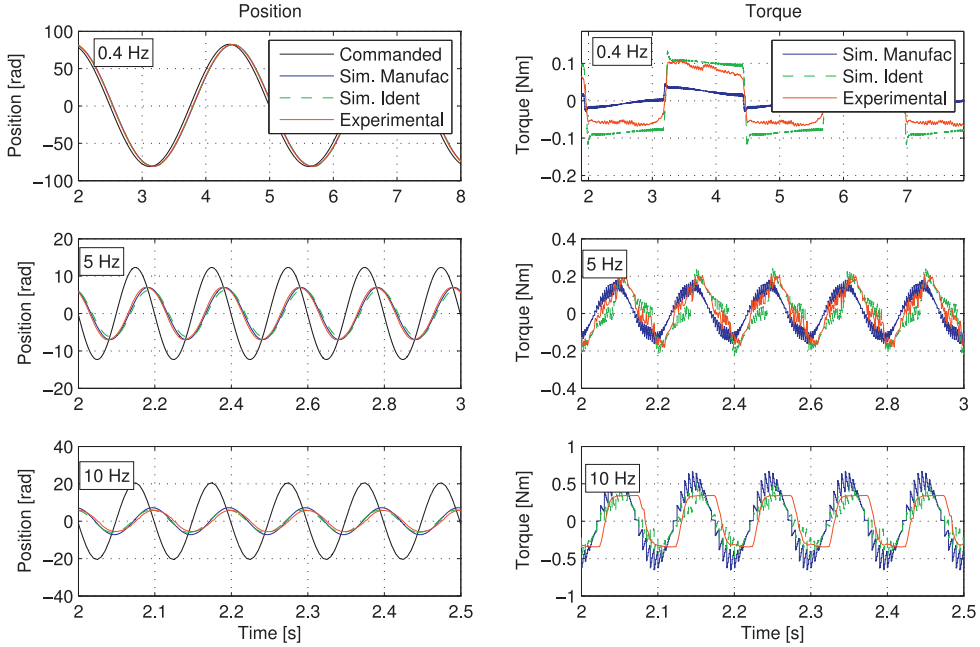 Position
Torque
Position [rad]
100
50
0
−50
−100
0.4 Hz
Commanded
Sim. Manufac
Sim. Ident
Experimental
2 3 4 5 6 7 8
Torque [Nm]
0.1
0
−0.1
−0.2
0.4 Hz
Sim. Manufac
Sim. Ident
Experimental
2 3 4 5 6 7
Position [rad]
20
10
0
−10
−20
5 Hz
2 2.2 2.4 2.6 2.8 3
Torque [Nm]
0.4
0.2
0
−0.2
−0.4
5 Hz
2 2.2 2.4 2.6 2.8 3
Position [rad]
40
20
0
−20
−40
10 Hz
2 2.1 2.2 2.3 2.4 2.5
Time [s]
Torque [Nm]
1
0.5
0
−0.5
−1
10 Hz
2 2.1 2.2 2.3 2.4 2.5
Time [s]